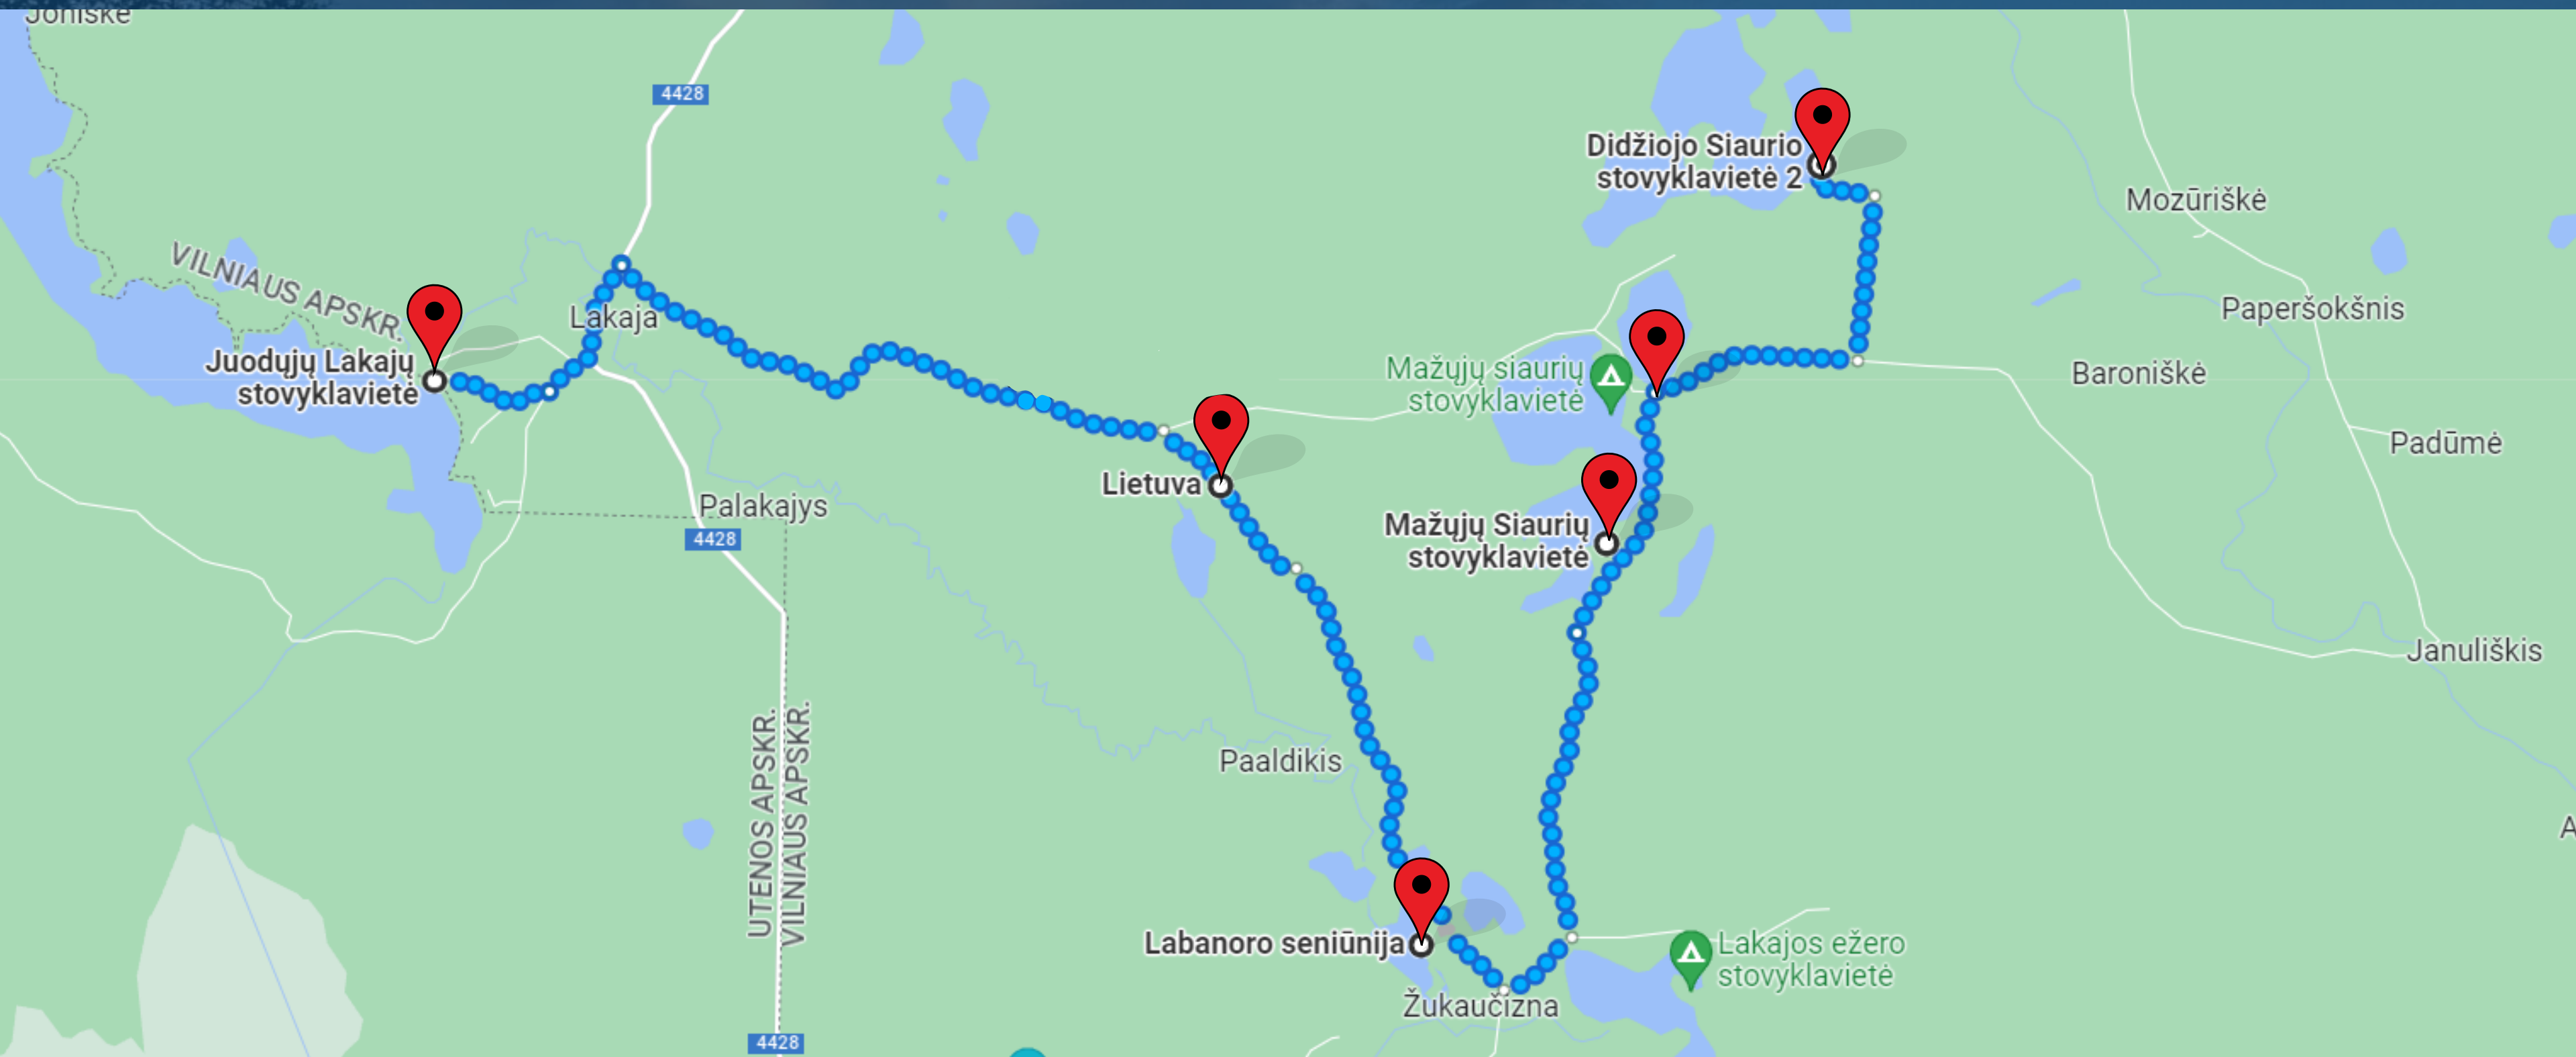 Joniškė
4428
Didžiojo Siaurio
stovyklavietė 2
Mozūriškė
VILNIAUS APSKR.
Lakaja
Paperšokšnis
Juodųjų Lakajų
stovyklavietė
Mažųjų siaurių
stovyklavietė
Baroniškė
Padūmė
Lietuva
Palakajys
4428
Mažųjų Siaurių
stovyklavietė
Januliškis
UTENOS APSKR.
VILNIAUS APSKR.
Paaldikis
A
Labanoro seniūnija
Lakajos ežero
stovyklavietė
Žukaučizna
4428